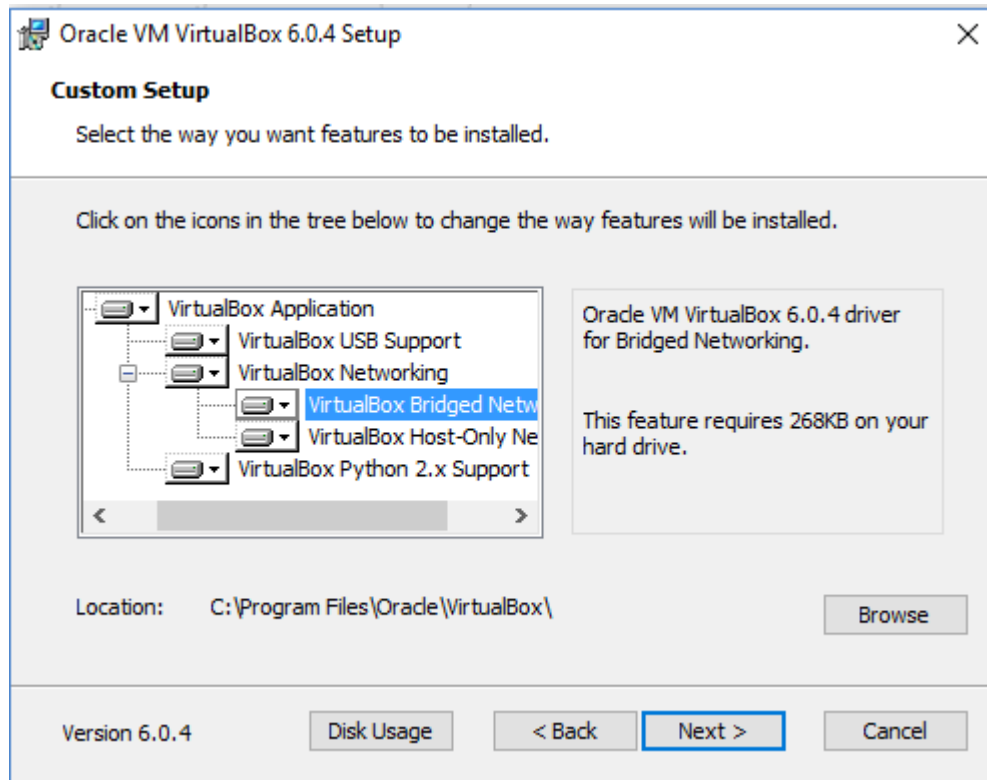 Oracle VM VirtualBox 6.0.4 Setup
Custom Setup
Select the way you want features to be installed.
Click on the icons in the tree below to change the way features will be installed.
VirtualBox Application
VirtualBox USB Support
VirtualBox Networking
VirtualBox Bridged Netw
VirtualBox Host-Only Ne
VirtualBox Python 2.x Support
Oracle VM VirtualBox 6.0.4 driver
for Bridged Networking.
This feature requires 268KB on your
hard drive.
Location: C:\Program Files\Oracle\VirtualBox\
Browse
Version 6.0.4
Disk Usage
< Back
Next >
Cancel